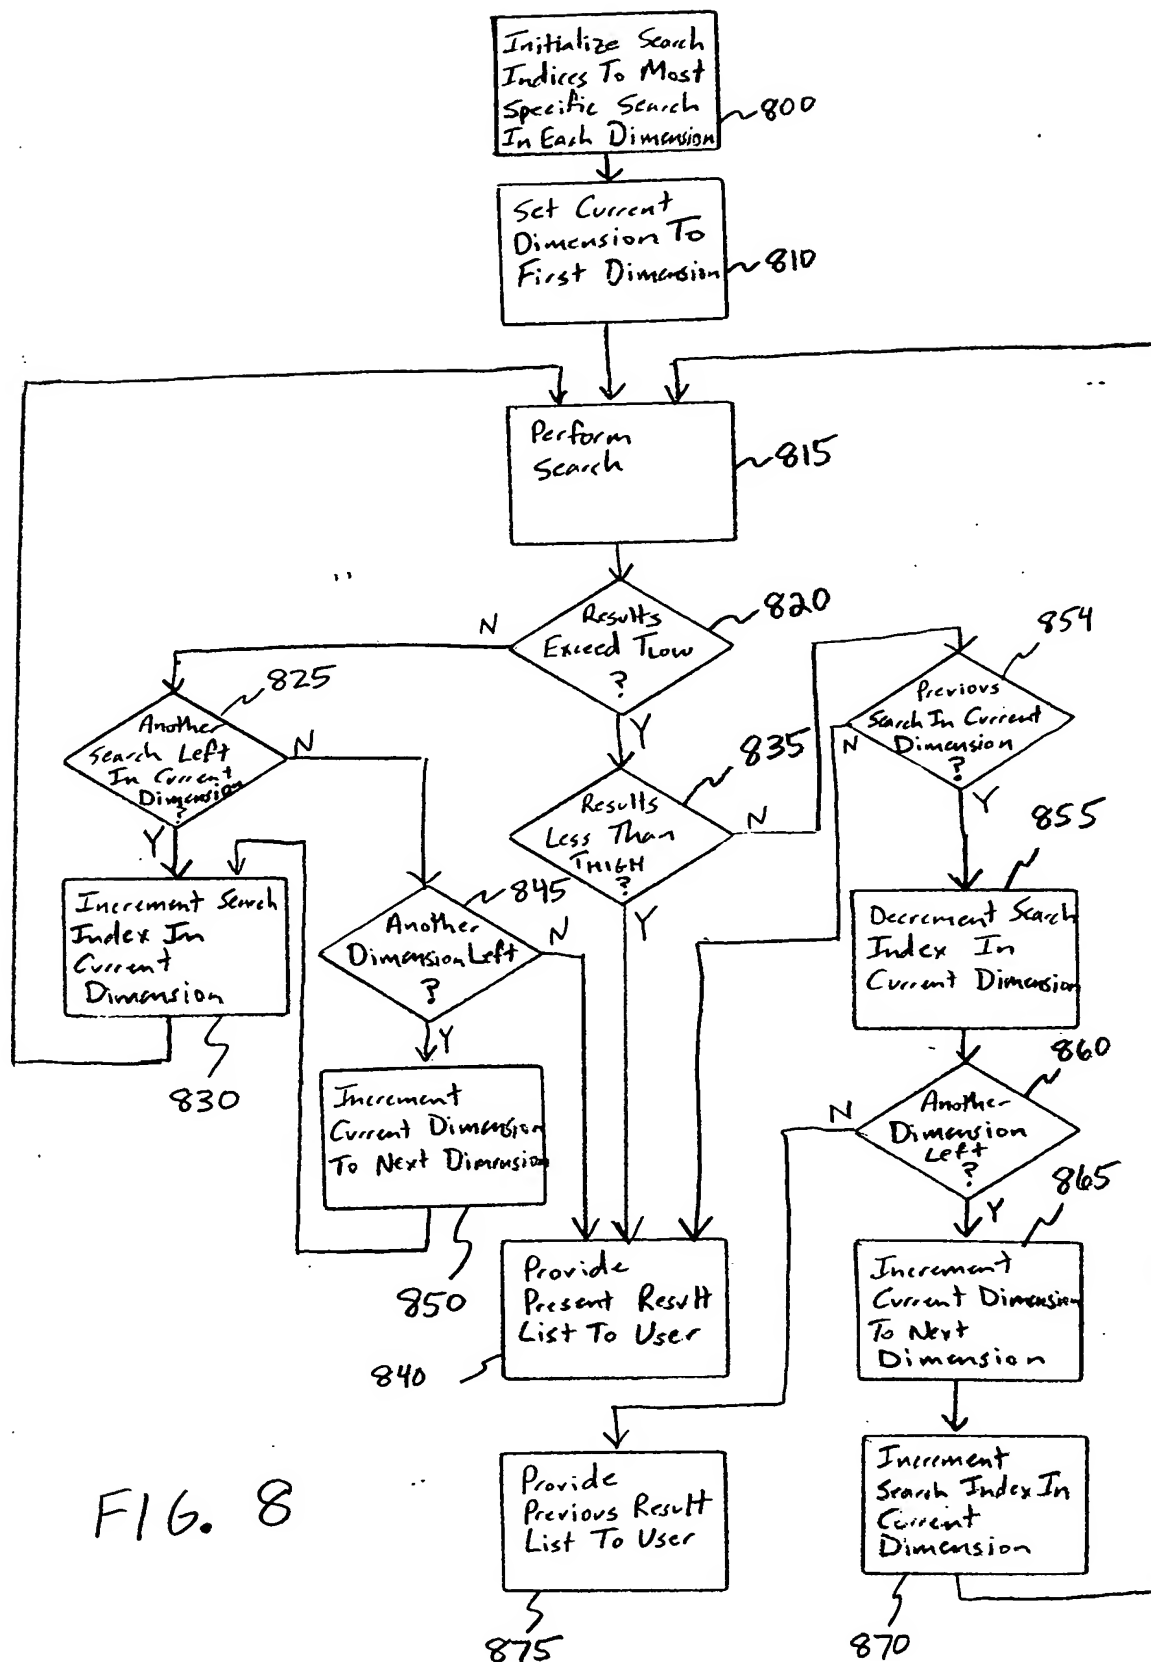 Initialize Search
Indices To Most
Specific Search
In Each Dimension
800
Set Current
Dimension To
First Dimension
810
Perform
Search
815
Results
Exceed TLOW
?
820
N
Y
Another
Search Left
In Current
Dimension
?
825
N
Y
Results
Less Than
THIGH
?
835
N
Y
Previous
Search In Current
Dimension
?
854
N
Y
Increment Search
Index In
Current
Dimension
830
Another
Dimension Left
?
845
N
Y
Decrement Search
Index In
Current Dimension
855
Increment
Current Dimension
To Next Dimension
850
Another
Dimension
Left
?
860
N
Y
Provide
Present Result
List To User
840
Increment
Current Dimension
To Next
Dimension
865
Provide
Previous Result
List To User
875
Increment
Search Index In
Current
Dimension
870
FIG. 8